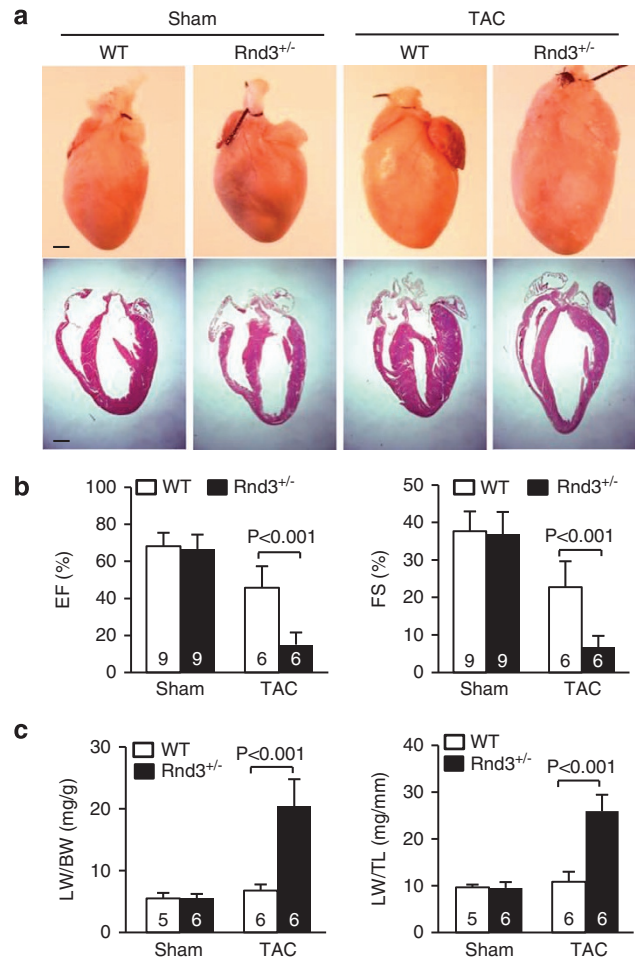 a
Sham
TAC
WT
Rnd3+/-
WT
Rnd3+/-
b
100
80
60
40
20
0
EF (%)
WT
Rnd3+/-
P<0.001
9
9
6
6
Sham
TAC
50
40
30
20
10
0
FS (%)
WT
Rnd3+/-
P<0.001
9
9
6
6
Sham
TAC
c
30
20
10
0
LW/BW (mg/g)
WT
Rnd3+/-
P<0.001
5
6
6
6
Sham
TAC
40
30
20
10
0
LW/TL (mg/mm)
WT
Rnd3+/-
P<0.001
5
6
6
6
Sham
TAC